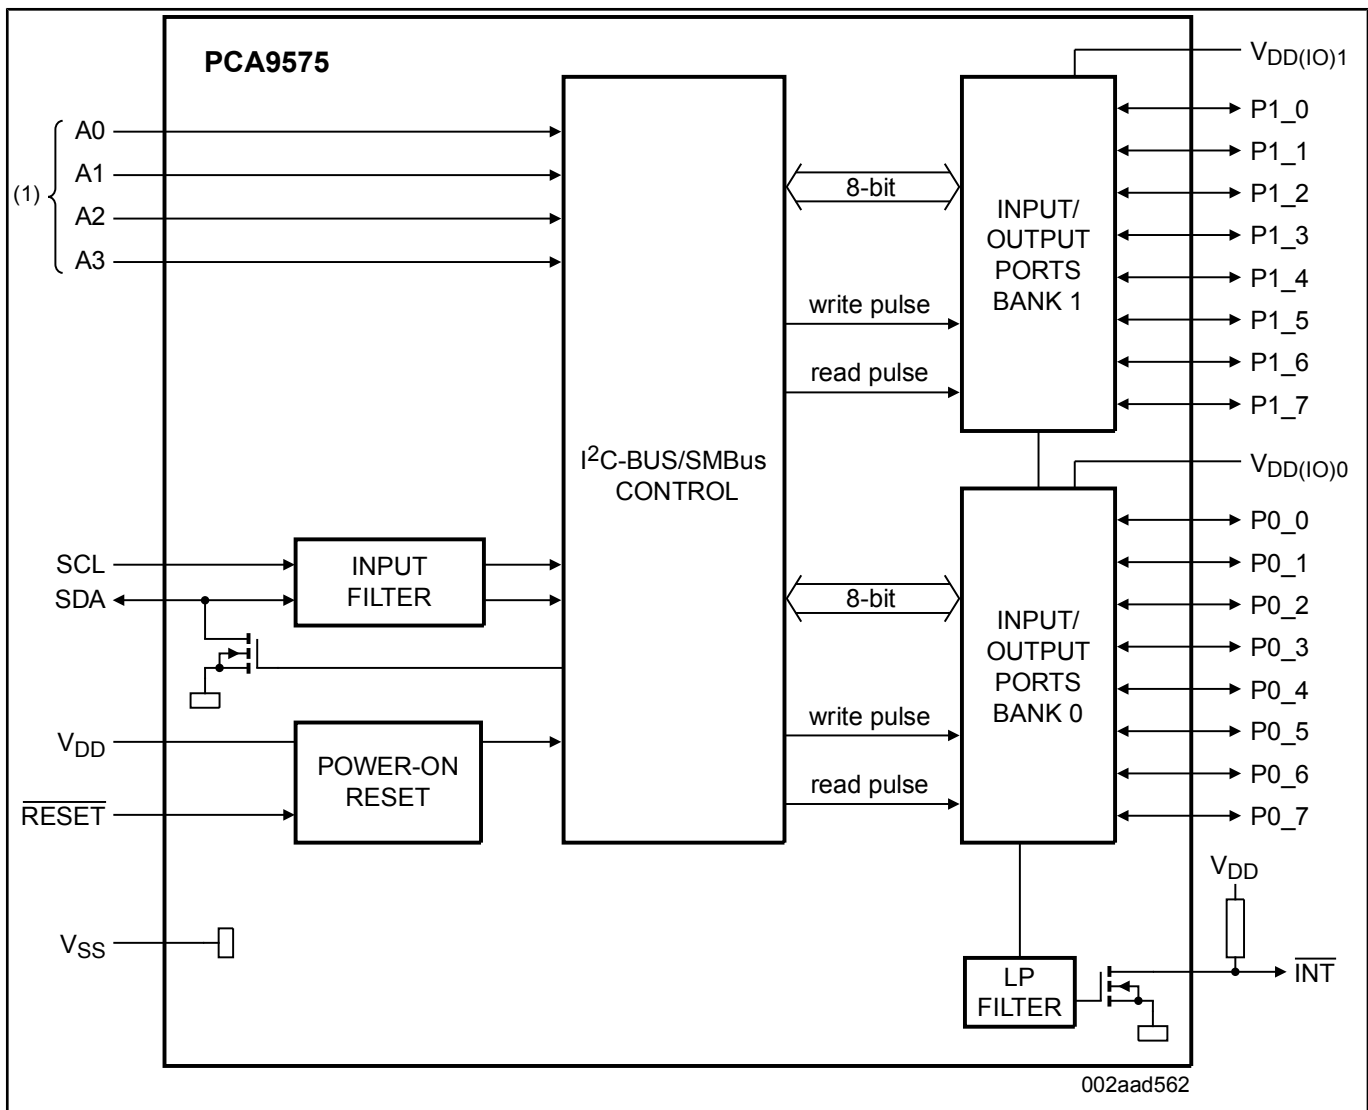 PCA9575
(1)
A0
A1
A2
A3
SCL
SDA
VDD
RESET
VSS
INPUT
FILTER
POWER-ON
RESET
I2C-BUS/SMBus
CONTROL
8-bit
write pulse
read pulse
8-bit
write pulse
read pulse
INPUT/
OUTPUT
PORTS
BANK 1
INPUT/
OUTPUT
PORTS
BANK 0
LP
FILTER
VDD(IO)1
P1_0
P1_1
P1_2
P1_3
P1_4
P1_5
P1_6
P1_7
VDD(IO)0
P0_0
P0_1
P0_2
P0_3
P0_4
P0_5
P0_6
P0_7
VDD
INT
002aad562